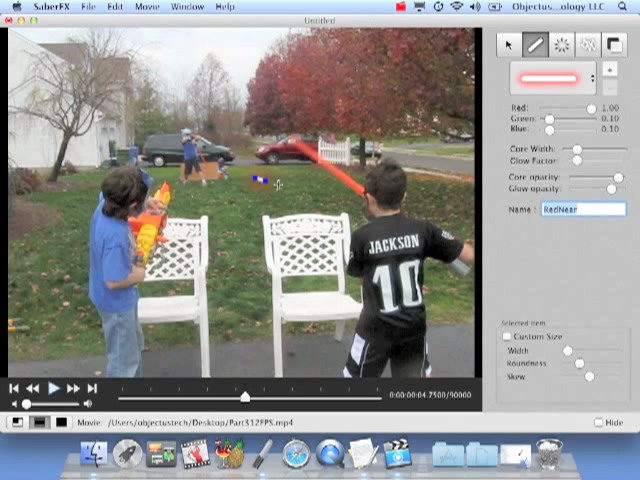 SaberFX File Edit Movie Window Help Objectus...ology LLC
Untitled
Red: 1.00
Green: 0.10
Blue: 0.10
Core Width:
Glow Factor:
Core opacity:
Glow opacity:
Name: RedNear
JACKSON
10
Selected Item
Custom Size
Width
Roundness:
Skew
0:00:00:04.7500/90000
Movie: /Users/objectustech/Desktop/Part312FPS.mp4 Hide